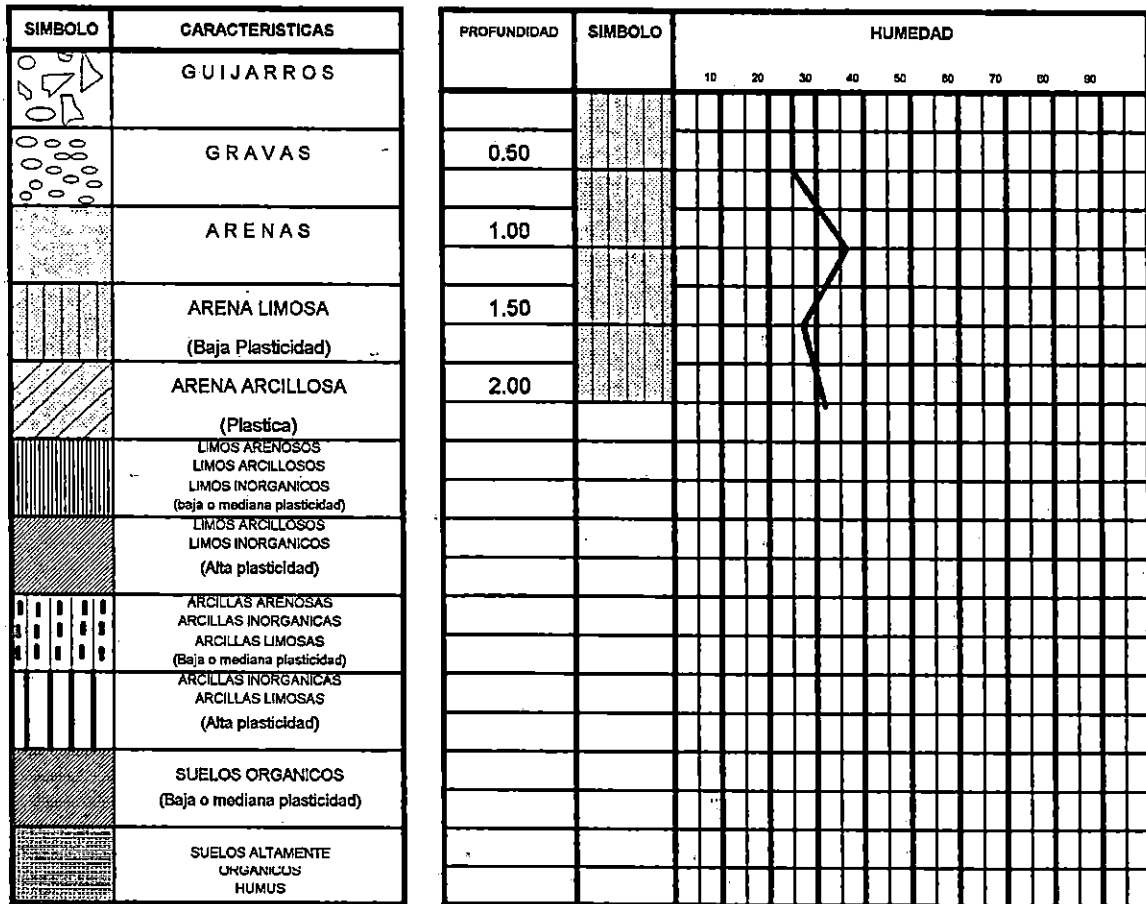 SIMBOLO
CARACTERISTICAS
GUIJARROS
GRAVAS
ARENAS
ARENA LIMOSA
(Baja Plasticidad)
ARENA ARCILLOSA
(Plastica)
LIMOS ARENOSOS
LIMOS ARCILLOSOS
LIMOS INORGANICOS
(baja o mediana plasticidad)
LIMOS ARCILLOSOS
LIMOS INORGANICOS
(Alta plasticidad)
ARCILLAS ARENOSAS
ARCILLAS INORGANICAS
ARCILLAS LIMOSAS
(Baja o mediana plasticidad)
ARCILLAS INORGANICAS
ARCILLAS LIMOSAS
(Alta plasticidad)
SUELOS ORGANICOS
(Baja o mediana plasticidad)
SUELOS ALTAMENTE
ORGANICOS
HUMUS
PROFUNDIDAD
SIMBOLO
HUMEDAD
10 20 30 40 50 60 70 80 90
0.50
1.00
1.50
2.00